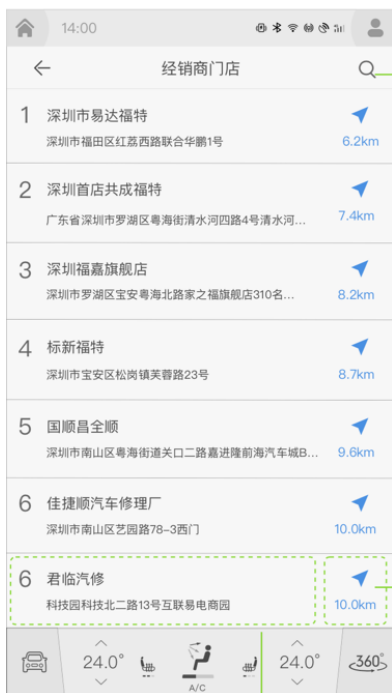 14:00
经销商门店
1 深圳市易达福特
深圳市福田区红荔西路联合华鹏1号
6.2km
2 深圳首店共成福特
广东省深圳市罗湖区粤海街清水河四路4号清水河...
7.4km
3 深圳福嘉旗舰店
深圳市罗湖区宝安粤海北路家之福旗舰店310名...
8.2km
4 标新福特
深圳市宝安区松岗镇芙蓉路23号
8.7km
5 国顺昌全顺
深圳市南山区粤海街道关口二路嘉进隆前海汽车城B...
9.6km
6 佳捷顺汽车修理厂
深圳市南山区艺园路78-3西门
10.0km
6 君临汽修
科技园科技北二路13号互联易电商园
10.0km
24.0°
A/C
24.0°
360°